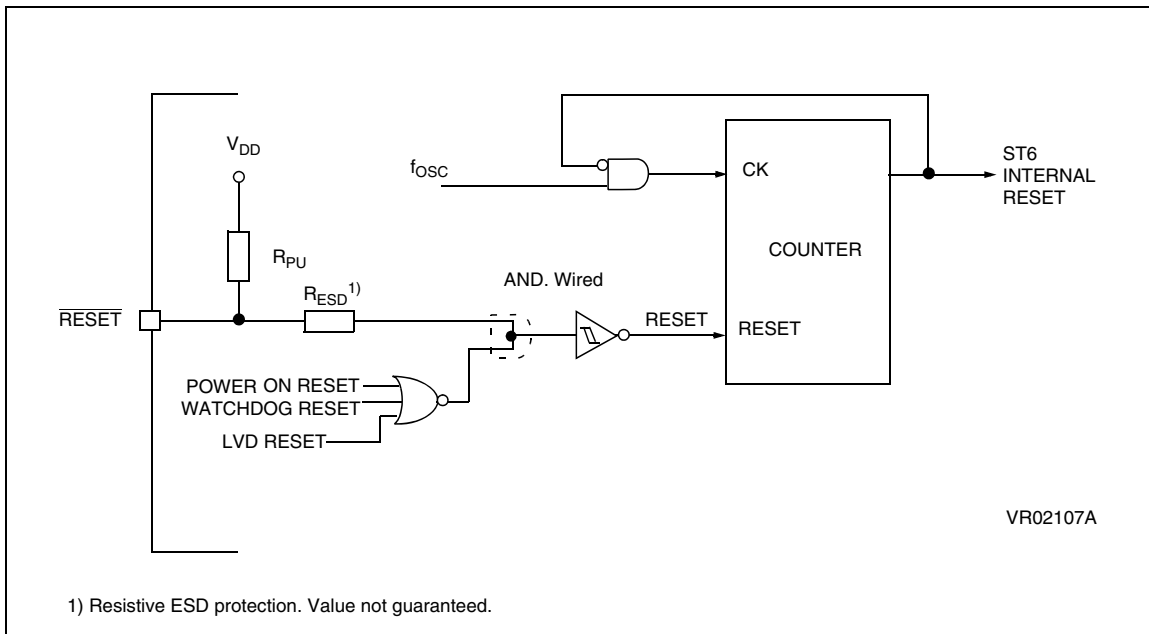 V_DD
f_OSC
CK
ST6
INTERNAL
RESET
COUNTER
R_PU
R_ESD 1)
AND. Wired
RESET
RESET
RESET
POWER ON RESET
WATCHDOG RESET
LVD RESET
VR02107A
1) Resistive ESD protection. Value not guaranteed.